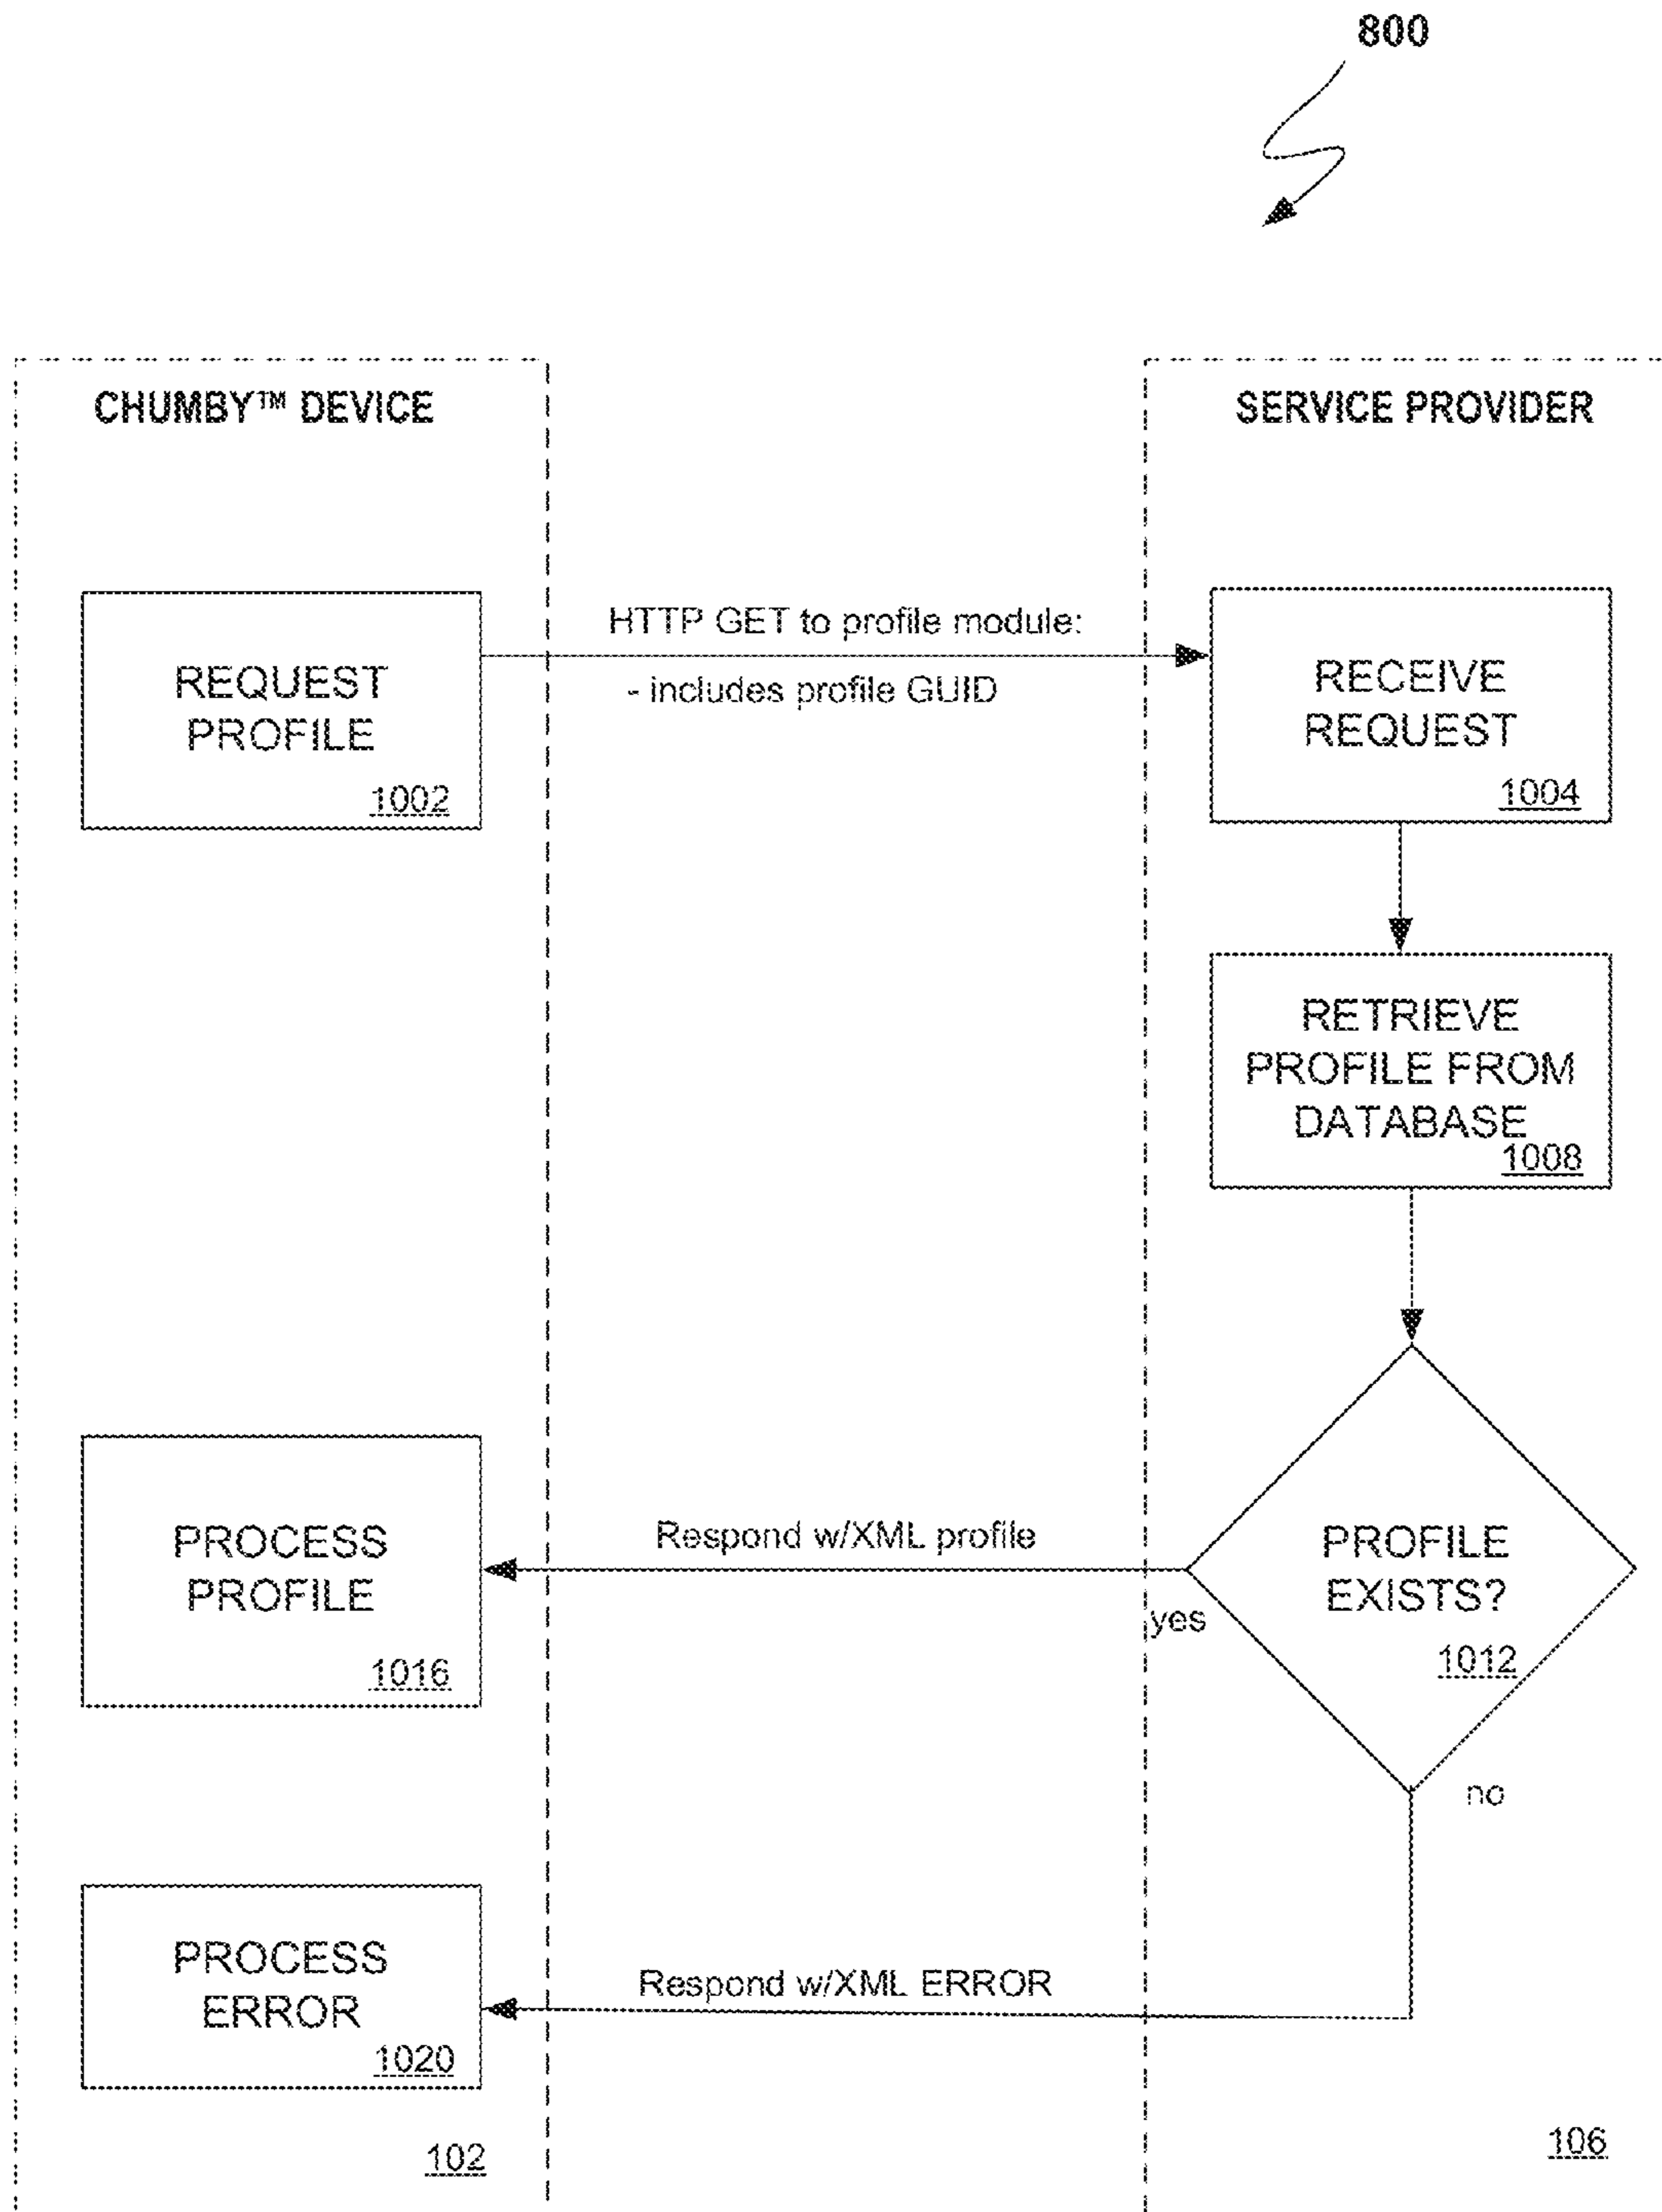 800
CHUMBY™ DEVICE
SERVICE PROVIDER
REQUEST
PROFILE
1002
HTTP GET to profile module:
- includes profile GUID
RECEIVE
REQUEST
1004
RETRIEVE
PROFILE FROM
DATABASE
1008
PROCESS
PROFILE
1016
Respond w/XML profile
yes
PROFILE
EXISTS?
1012
no
PROCESS
ERROR
1020
Respond w/XML ERROR
102
106